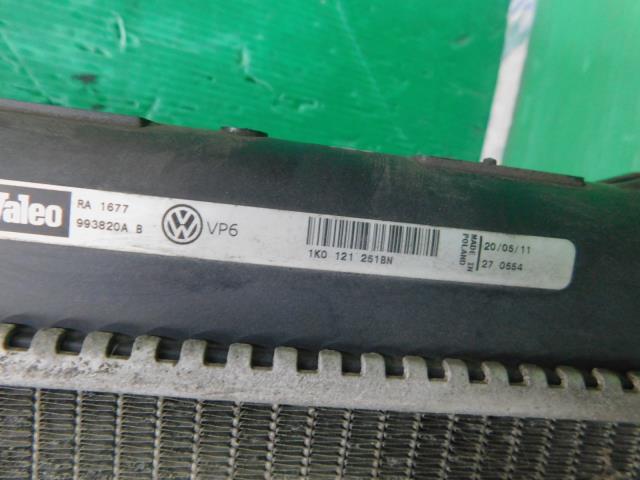 Valeo
RA 1677
993820A B
VP6
1K0 121 251BN
MADE IN
POLAND
20/05/11
27 0554